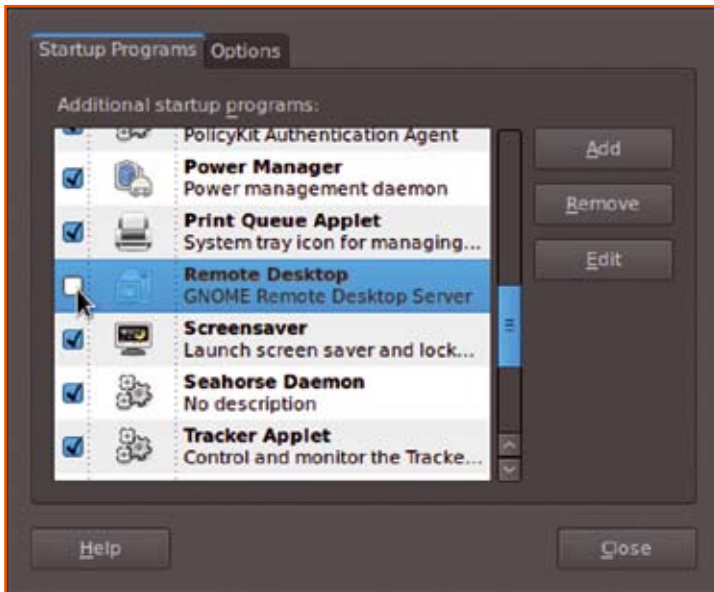 Startup Programs Options
Additional startup programs:
PolicyKit Authentication Agent
Power Manager
Power management daemon
Print Queue Applet
System tray icon for managing...
Remote Desktop
GNOME Remote Desktop Server
Screensaver
Launch screen saver and lock...
Seahorse Daemon
No description
Tracker Applet
Control and monitor the Tracke...
Add
Remove
Edit
Help
Close